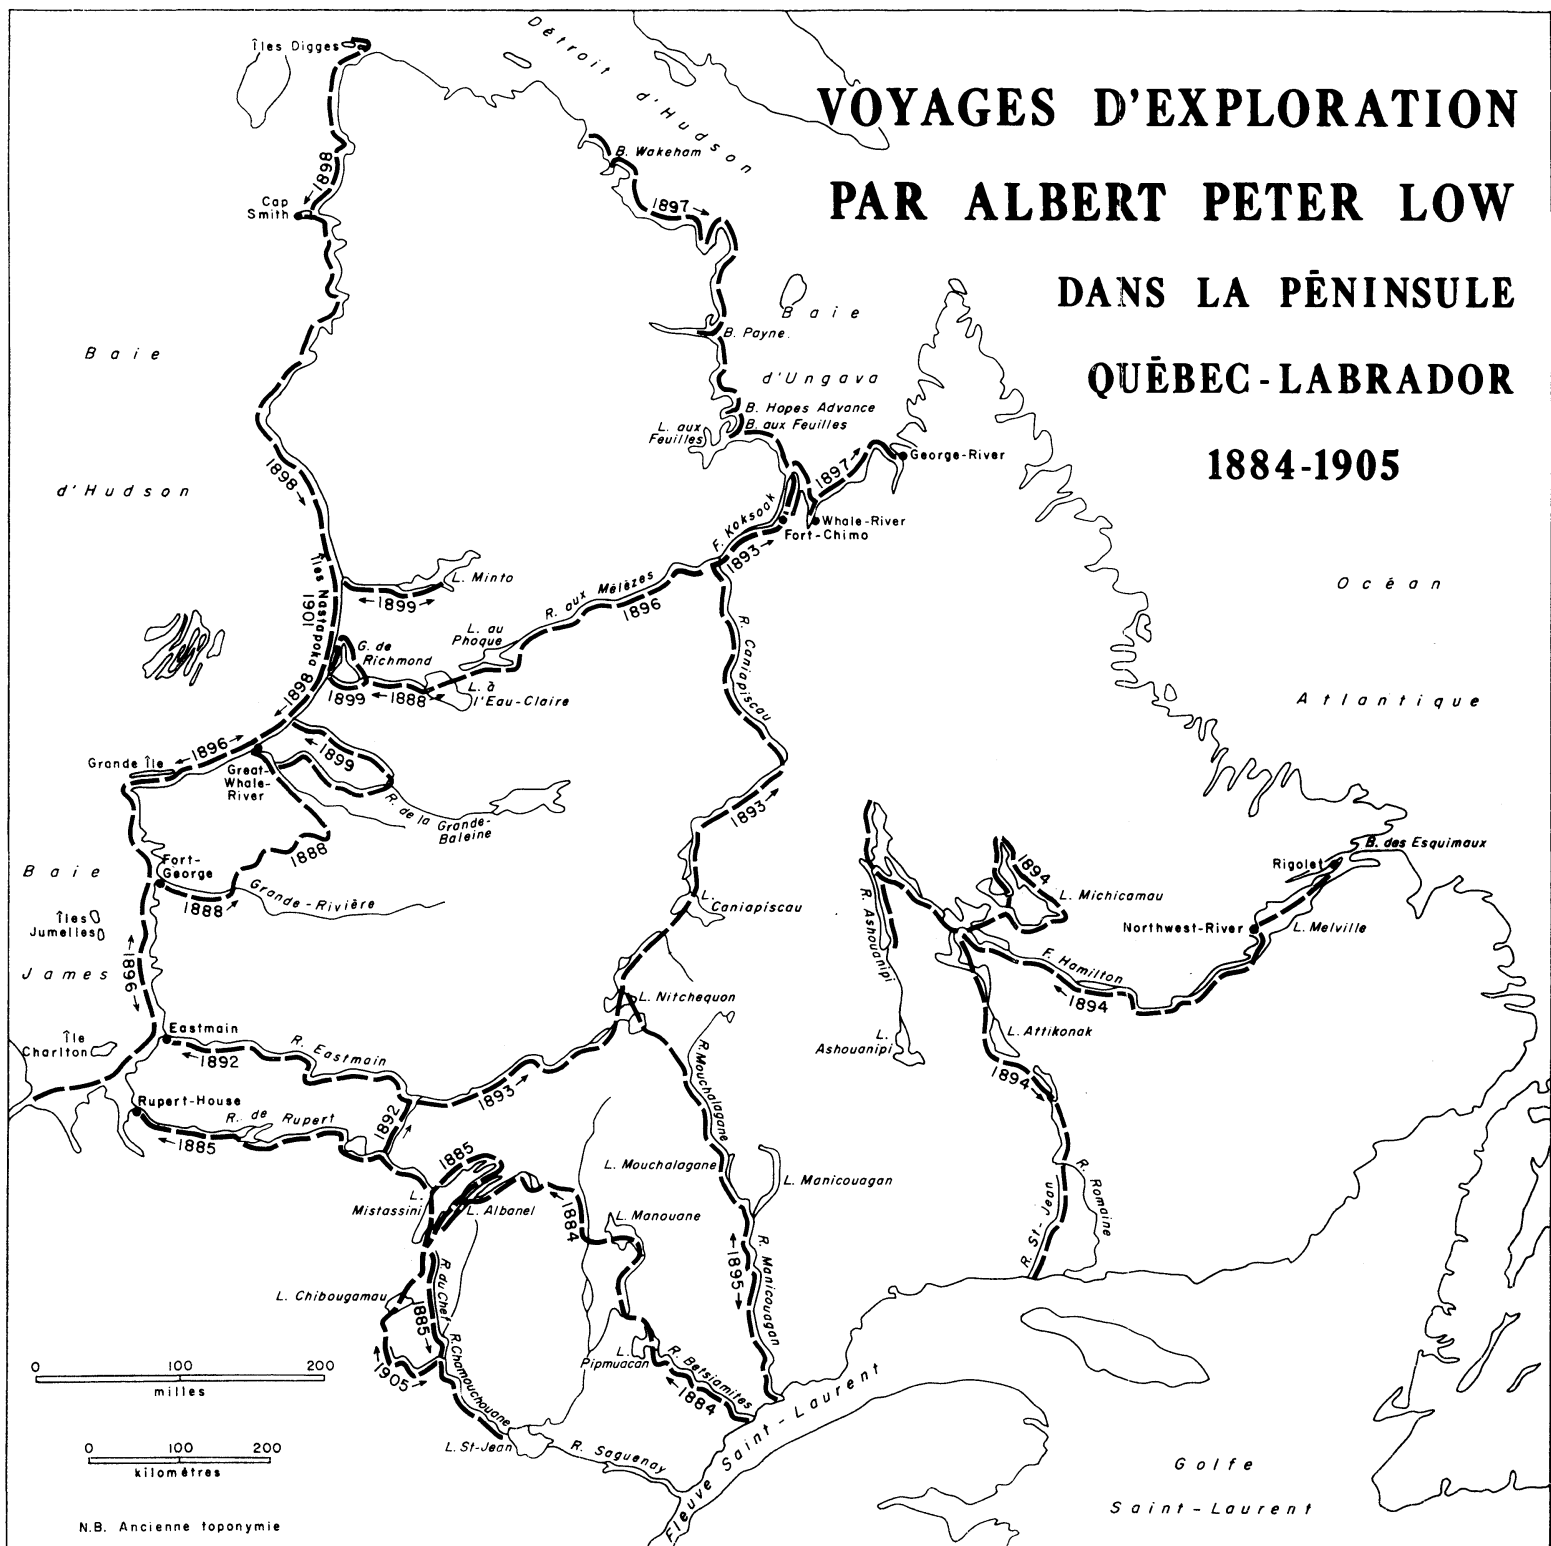 VOYAGES D'EXPLORATION
PAR ALBERT PETER LOW
DANS LA PÉNINSULE
QUÉBEC-LABRADOR
1884-1905
Îles Digges
Détroit
d'Hudson
B. Wakeham
1898
Cap
Smith
1897
Baie
d'Ungava
B. Payne.
Baie
d'Hudson
B. Hopes Advance
B. aux Feuilles
L. aux
Feuilles
1898
1897
George-River
F. Koksoak
Whale-River
Fort-Chimo
1893
Îles Nastapoka
1901
L. Minto
1899
R. aux Mélèzes
1896
Océan
Atlantique
L. au
Phoque
G. de
Richmond
R. Caniapiscau
1898
1899
1888
L. à
l'Eau-Claire
1896
Grande Île
1899
Great-
Whale-
River
R. de la Grande-
Baleine
1893
1888
Fort-
George
1888
Grande-Rivière
Baie
James
Îles
Jumelles
1896
L.
Caniapiscau
R. Ashouanipi
1894
L. Michicamau
B. des Esquimaux
Rigolet
Northwest-River
L. Melville
F. Hamilton
1894
L. Nitchequon
L. Attikonak
L.
Ashouanipi
1894
Île
Charlton
Eastmain
1892
R. Eastmain
1893
1892
Rupert-House
R. de Rupert
1885
R. Mouchalagane
1885
L. Mouchalagane
L. Manicouagan
L.
Mistassini
L. Albanel
1884
L. Manouane
R. St-Jean
R. Romaine
1895
R. Manicouagan
L. Chibougamau
R. du Chef
1885
R. Chamouchouane
1905
L.
Pipmuacan
R. Betsiamites
1884
L. St-Jean
R. Saguenay
Fleuve Saint-Laurent
Golfe
Saint-Laurent
0 100 200
milles
0 100 200
kilomètres
N.B. Ancienne toponymie